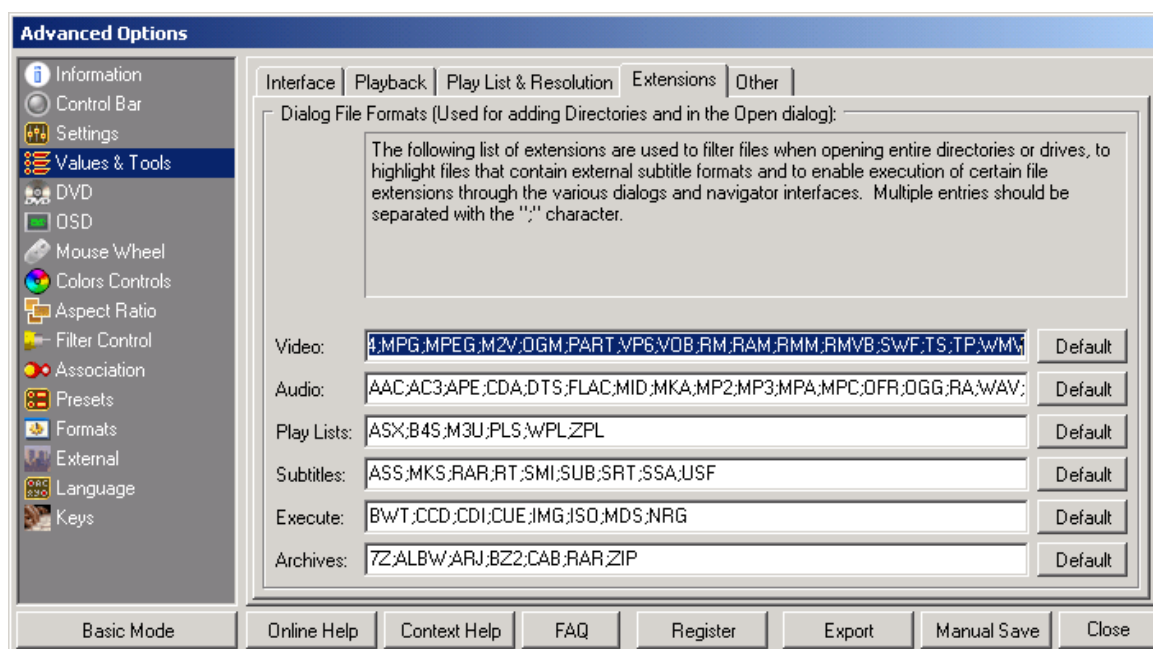 Advanced Options
Information
Control Bar
Settings
Values & Tools
DVD
OSD
Mouse Wheel
Colors Controls
Aspect Ratio
Filter Control
Association
Presets
Formats
External
Language
Keys
Interface Playback Play List & Resolution Extensions Other
Dialog File Formats (Used for adding Directories and in the Open dialog):
The following list of extensions are used to filter files when opening entire directories or drives, to
highlight files that contain external subtitle formats and to enable execution of certain file
extensions through the various dialogs and navigator interfaces. Multiple entries should be
separated with the ";" character.
Video: 4;MPG;MPEG;M2V;OGM;PART;VP6;VOB;RM;RAM;RMM;RMVB;SWF;TS;TP;WMV Default
Audio: AAC;AC3;APE;CDA;DTS;FLAC;MID;MKA;MP2;MP3;MPA;MPC;OFR;OGG;RA;WAV; Default
Play Lists: ASX;B4S;M3U;PLS;WPL;ZPL Default
Subtitles: ASS;MKS;RAR;RT;SMI;SUB;SRT;SSA;USF Default
Execute: BWT;CCD;CDI;CUE;IMG;ISO;MDS;NRG Default
Archives: 7Z;ALBW;ARJ;BZ2;CAB;RAR;ZIP Default
Basic Mode Online Help Context Help FAQ Register Export Manual Save Close